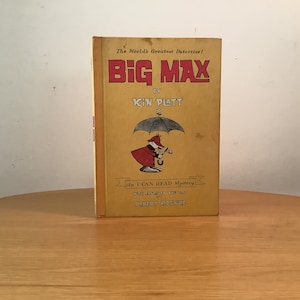 The World's Greatest Detective!
BiG MAX
by
KiN PLATT
An I CAN READ Mystery